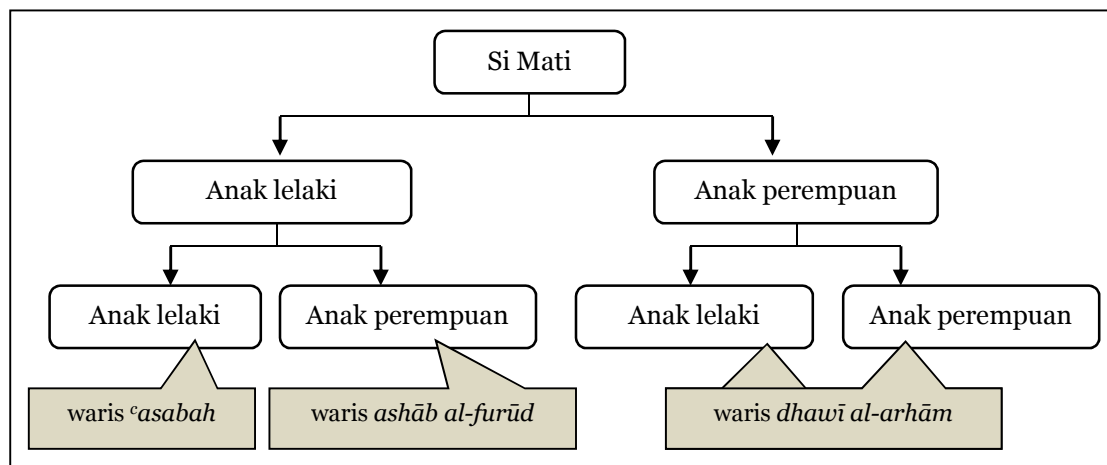 Si Mati
Anak lelaki
Anak perempuan
Anak lelaki
Anak perempuan
Anak lelaki
Anak perempuan
waris ᶜasabah
waris ashāb al-furūd
waris dhawī al-arhām